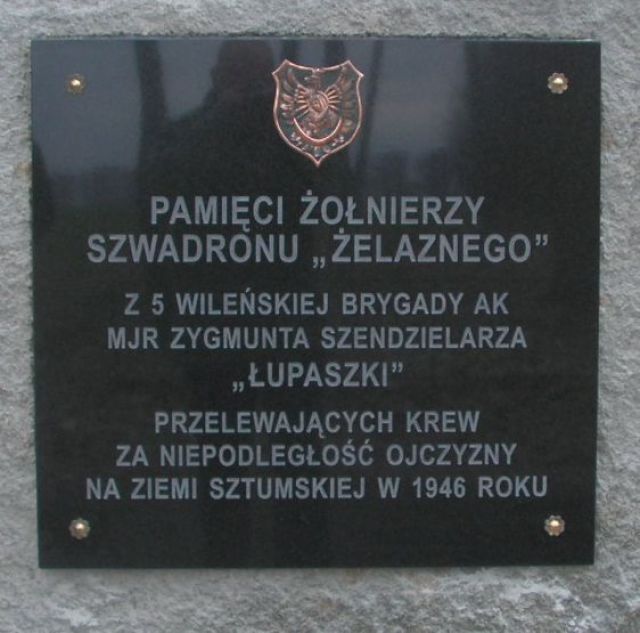 PAMIĘCI ŻOŁNIERZY
SZWADRONU „ŻELAZNEGO”
Z 5 WILEŃSKIEJ BRYGADY AK
MJR ZYGMUNTA SZENDZIELARZA
„ŁUPASZKI”
PRZELEWAJĄCYCH KREW
ZA NIEPODLEGŁOŚĆ OJCZYZNY
NA ZIEMI SZTUMSKIEJ W 1946 ROKU